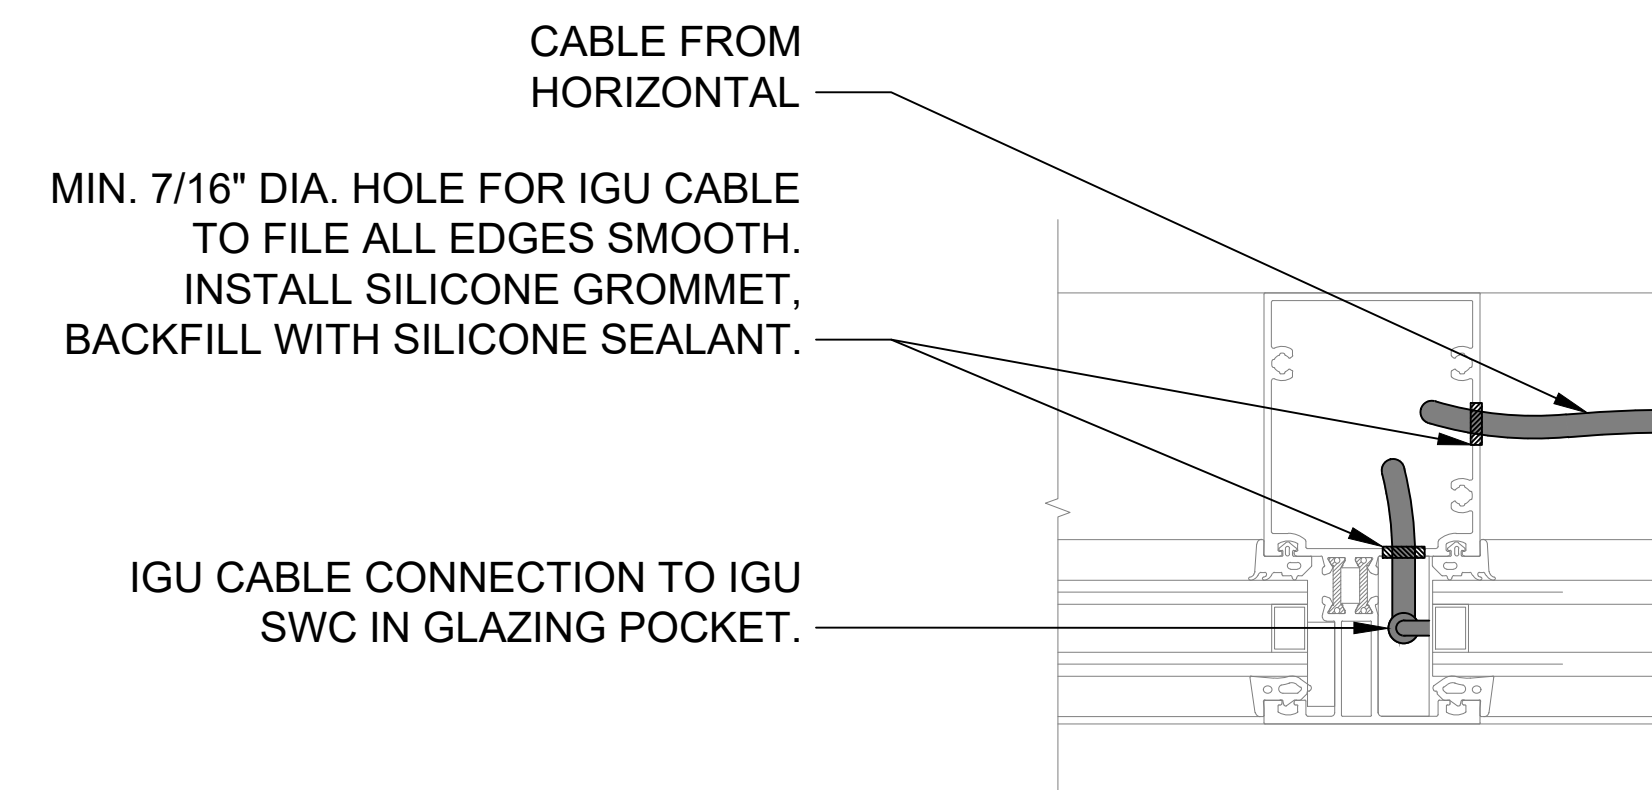 CABLE FROM
HORIZONTAL
MIN. 7/16" DIA. HOLE FOR IGU CABLE
TO FILE ALL EDGES SMOOTH.
INSTALL SILICONE GROMMET,
BACKFILL WITH SILICONE SEALANT.
IGU CABLE CONNECTION TO IGU
SWC IN GLAZING POCKET.